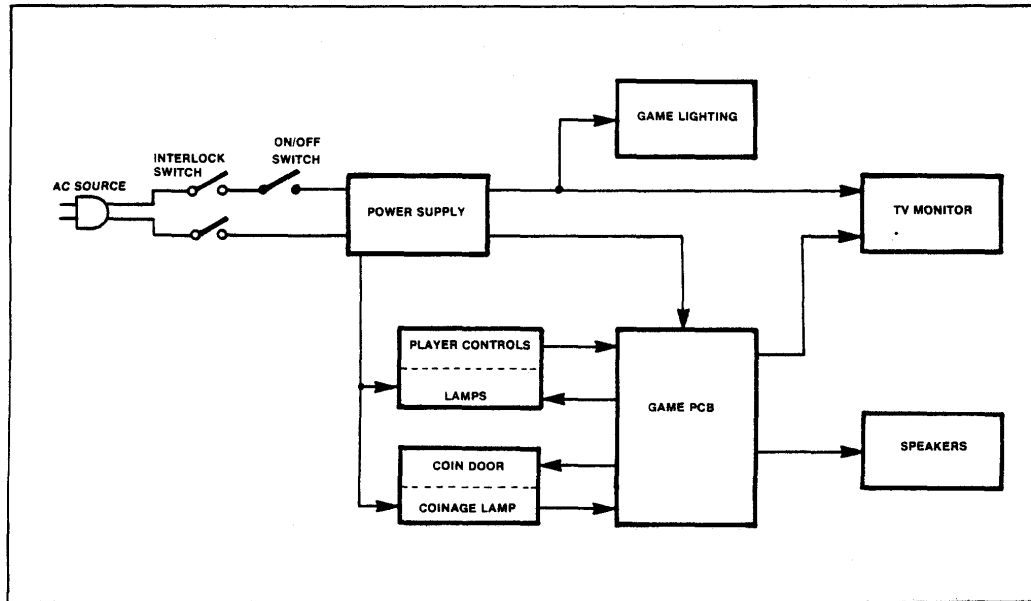 GAME LIGHTING
ON/OFF
SWITCH
INTERLOCK
SWITCH
AC SOURCE
POWER SUPPLY
TV MONITOR
PLAYER CONTROLS
LAMPS
GAME PCB
COIN DOOR
COINAGE LAMP
SPEAKERS